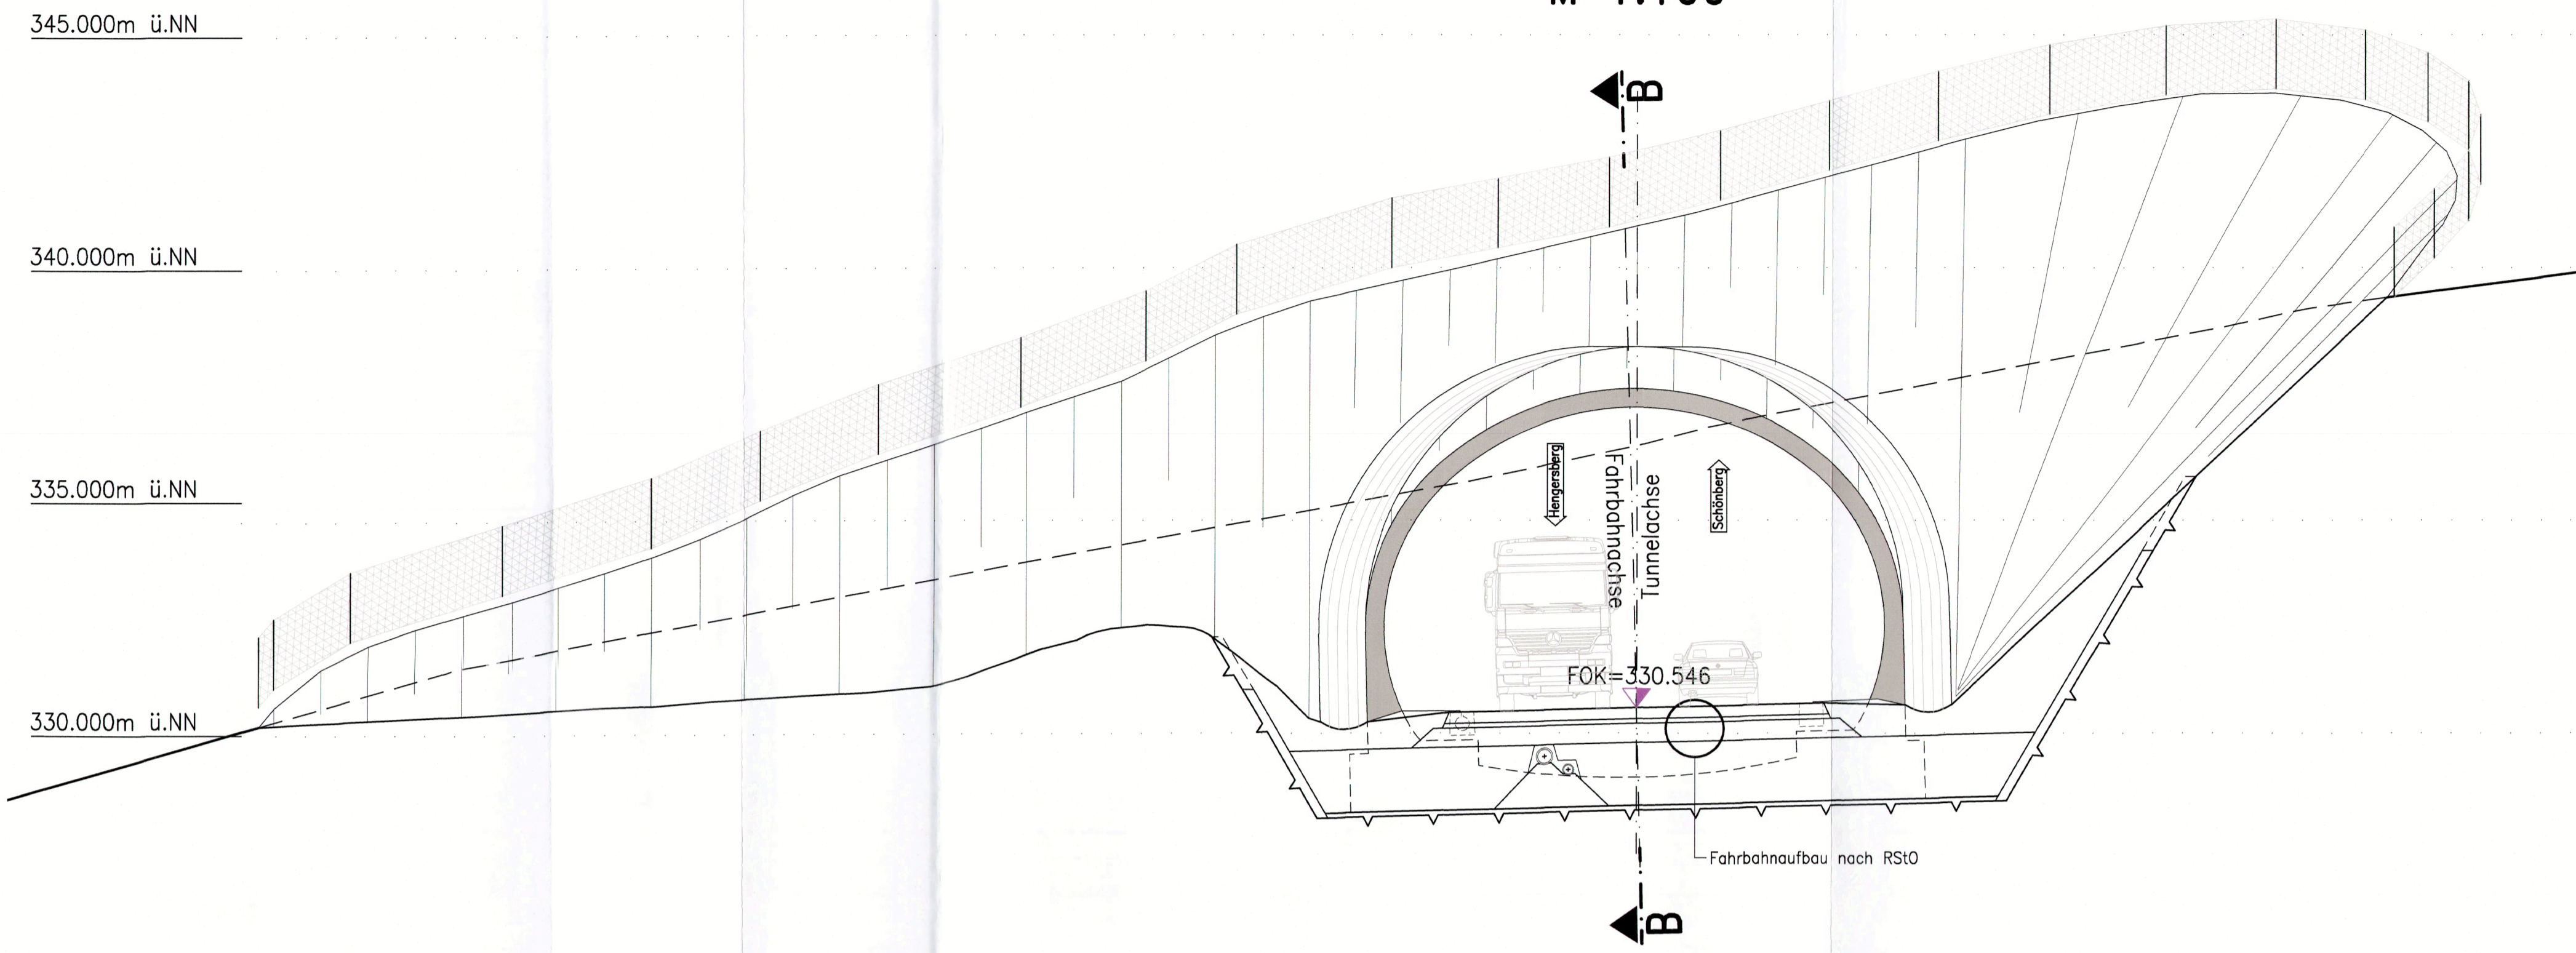 345.000m ü.NN
B
340.000m ü.NN
335.000m ü.NN
Hengersberg
Fahrbahnachse
Tunnelachse
Schönberg
FOK=330.546
330.000m ü.NN
Fahrbahnaufbau nach RStO
B